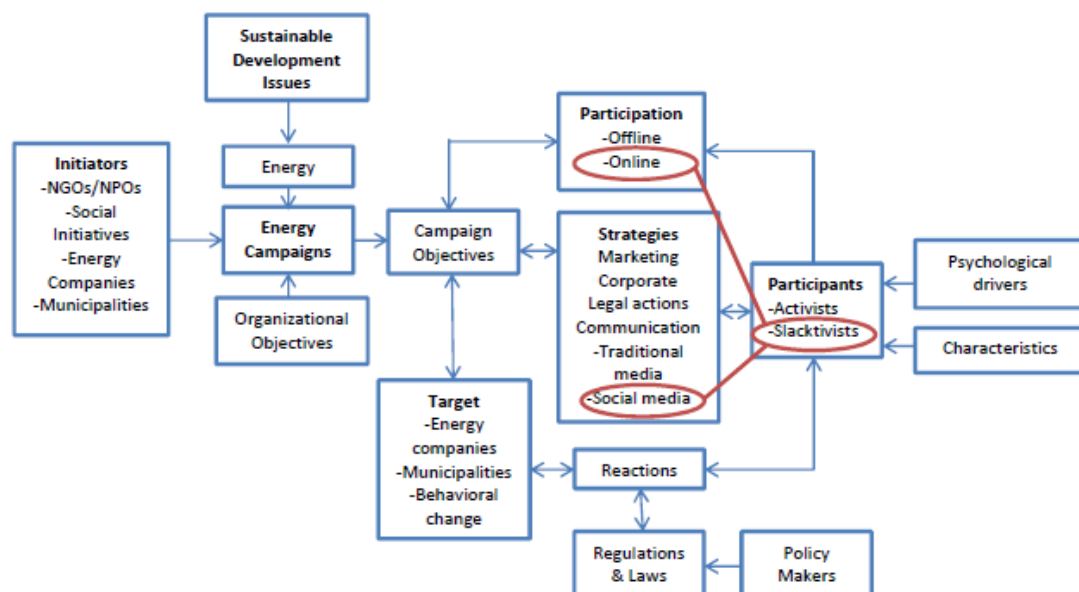 Sustainable
Development
Issues
Initiators
-NGOs/NPOs
-Social
Initiatives
-Energy
Companies
-Municipalities
Energy
Energy
Campaigns
Organizational
Objectives
Campaign
Objectives
Participation
-Offline
-Online
Strategies
Marketing
Corporate
Legal actions
Communication
-Traditional
media
-Social media
Participants
-Activists
-Slacktivists
Psychological
drivers
Characteristics
Target
-Energy
companies
-Municipalities
-Behavioral
change
Reactions
Regulations
& Laws
Policy
Makers